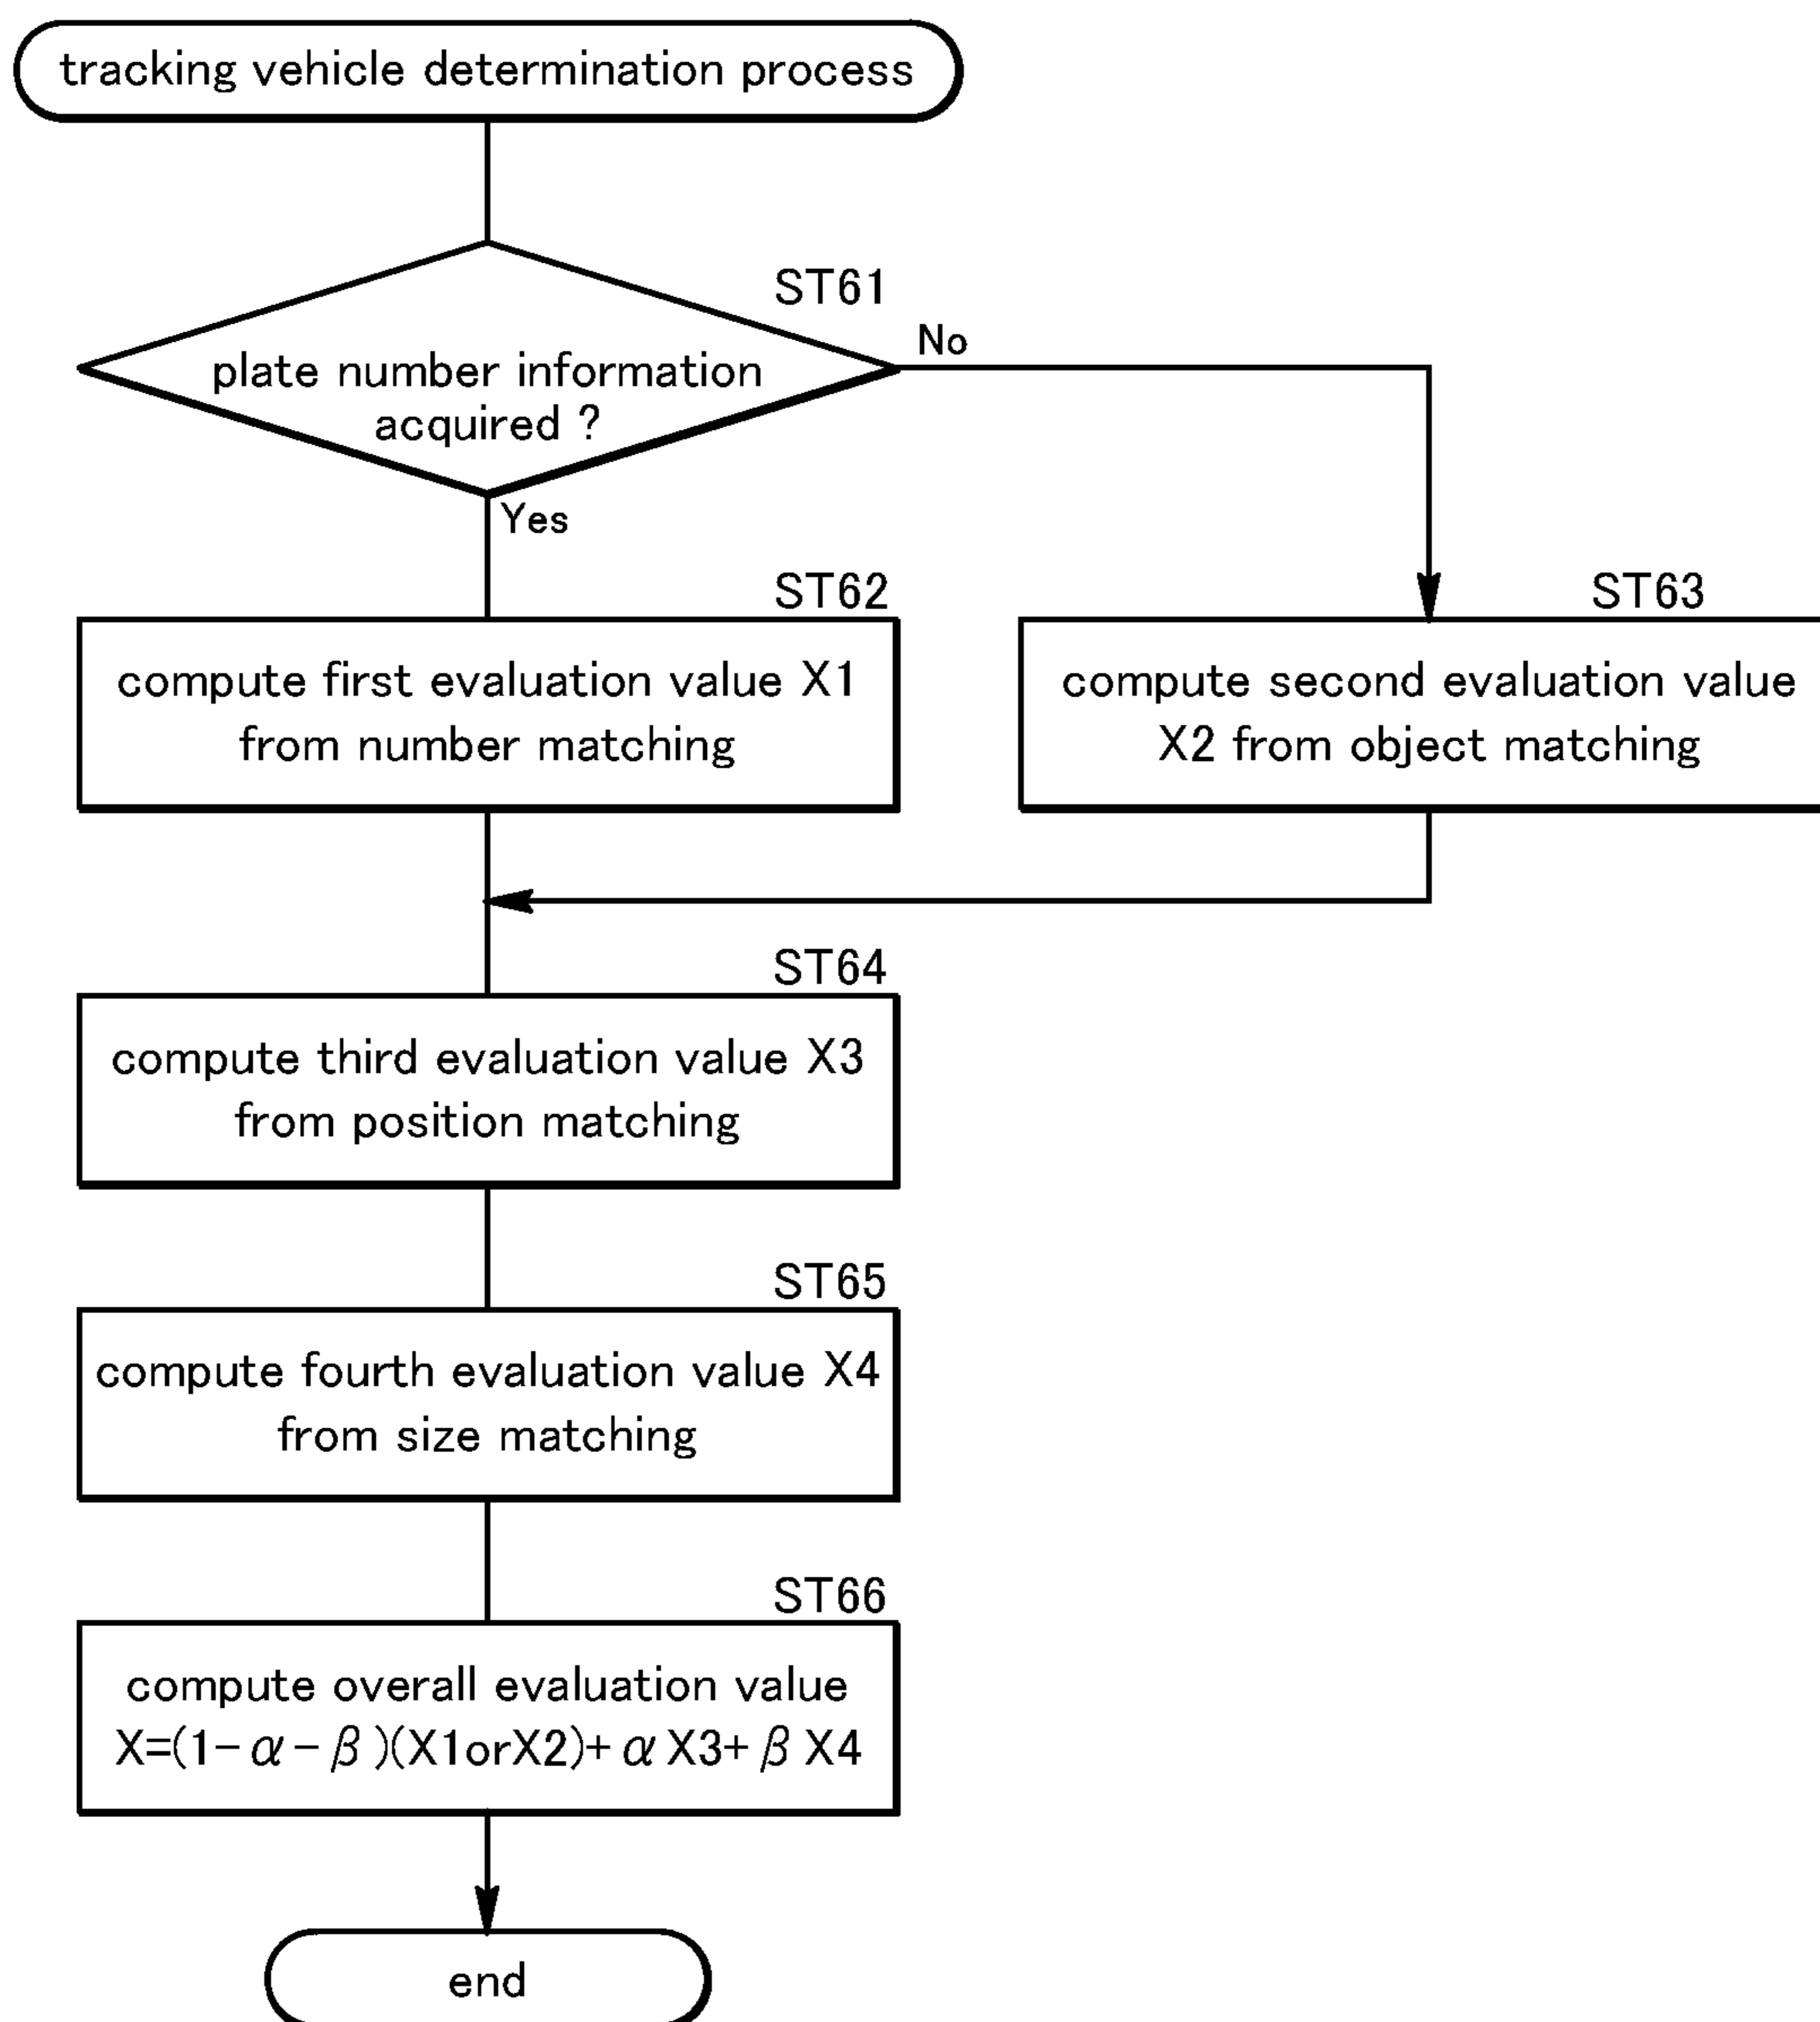 tracking vehicle determination process
ST61
No
plate number information
acquired ?
Yes
ST62
compute first evaluation value X1
from number matching
ST63
compute second evaluation value
X2 from object matching
ST64
compute third evaluation value X3
from position matching
ST65
compute fourth evaluation value X4
from size matching
ST66
compute overall evaluation value
X=(1-α-β)(X1orX2)+αX3+βX4
end